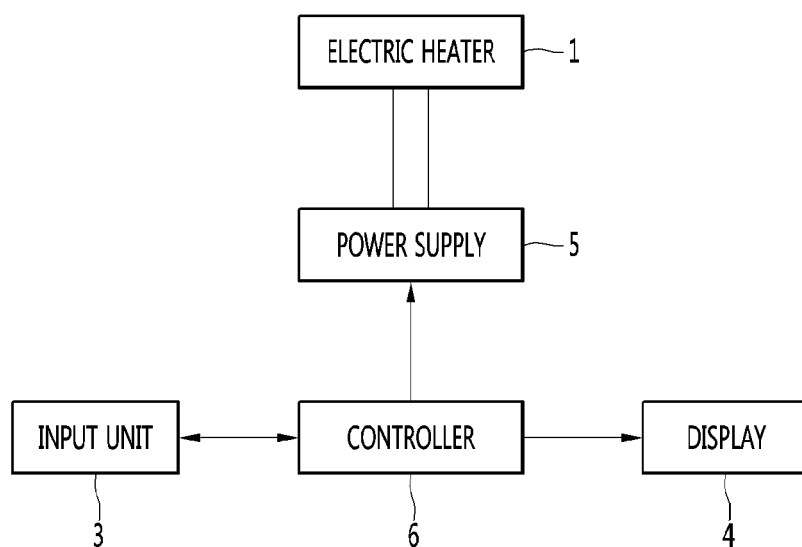 ELECTRIC HEATER
1
POWER SUPPLY
5
INPUT UNIT
CONTROLLER
DISPLAY
3
6
4